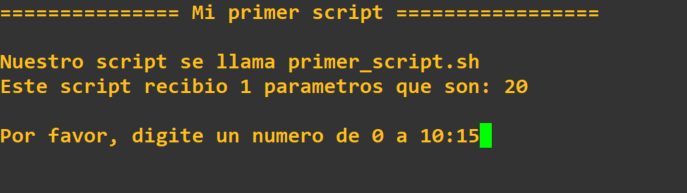 =============== Mi primer script =================
Nuestro script se llama primer_script.sh
Este script recibio 1 parametros que son: 20
Por favor, digite un numero de 0 a 10:15